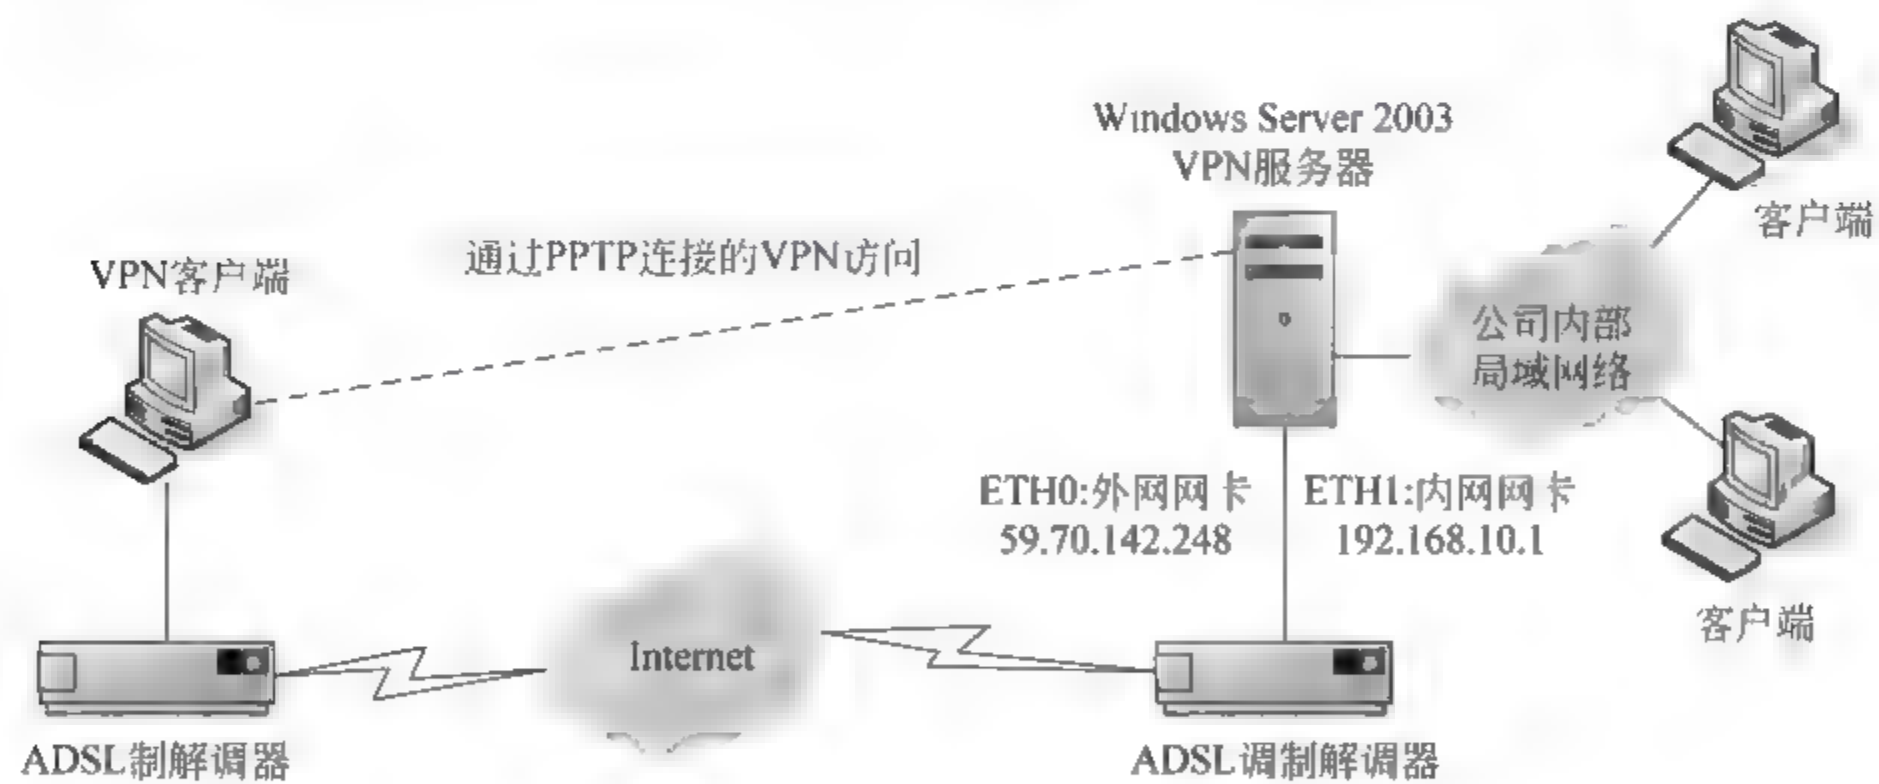 Windows Server 2003
VPN服务器
客户端
通过PPTP连接的VPN访问
VPN客户端
公司内部
局域网络
ETH0:外网网卡
59.70.142.248
ETH1:内网网卡
192.168.10.1
客户端
Internet
ADSL制解调器
ADSL调制解调器